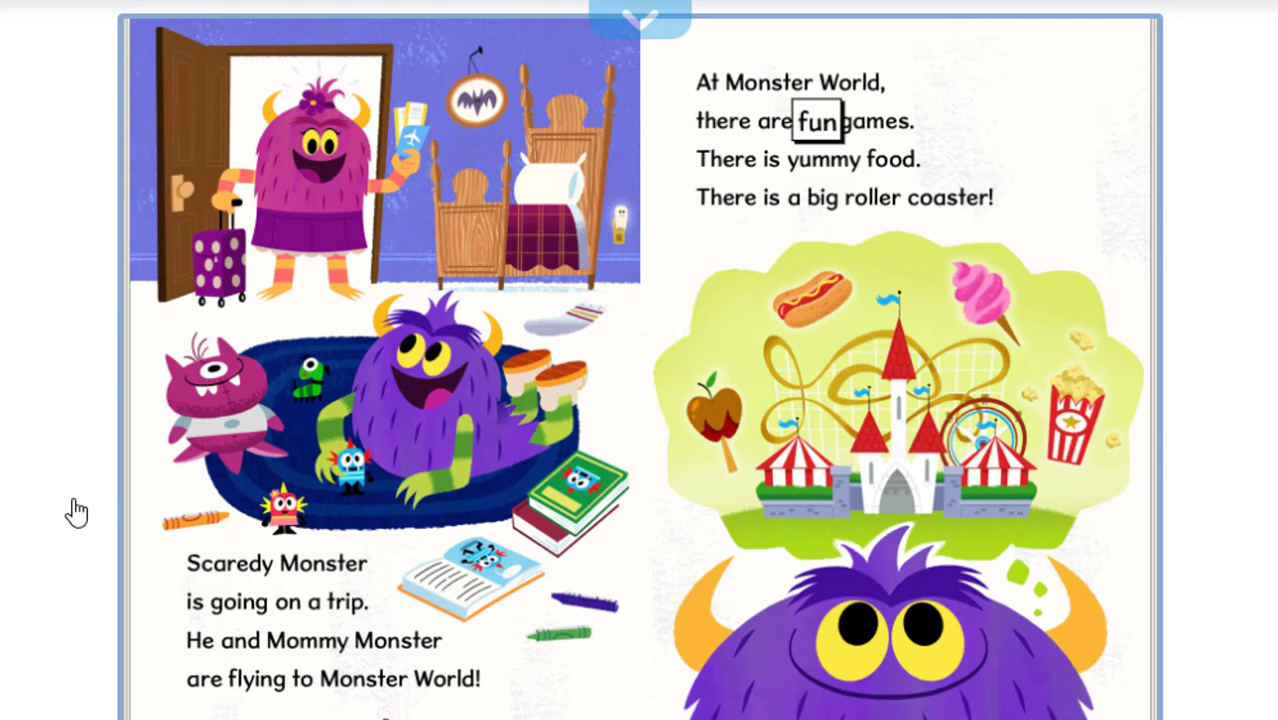 Scaredy Monster
is going on a trip.
He and Mommy Monster
are flying to Monster World!
At Monster World,
there are fun games.
There is yummy food.
There is a big roller coaster!